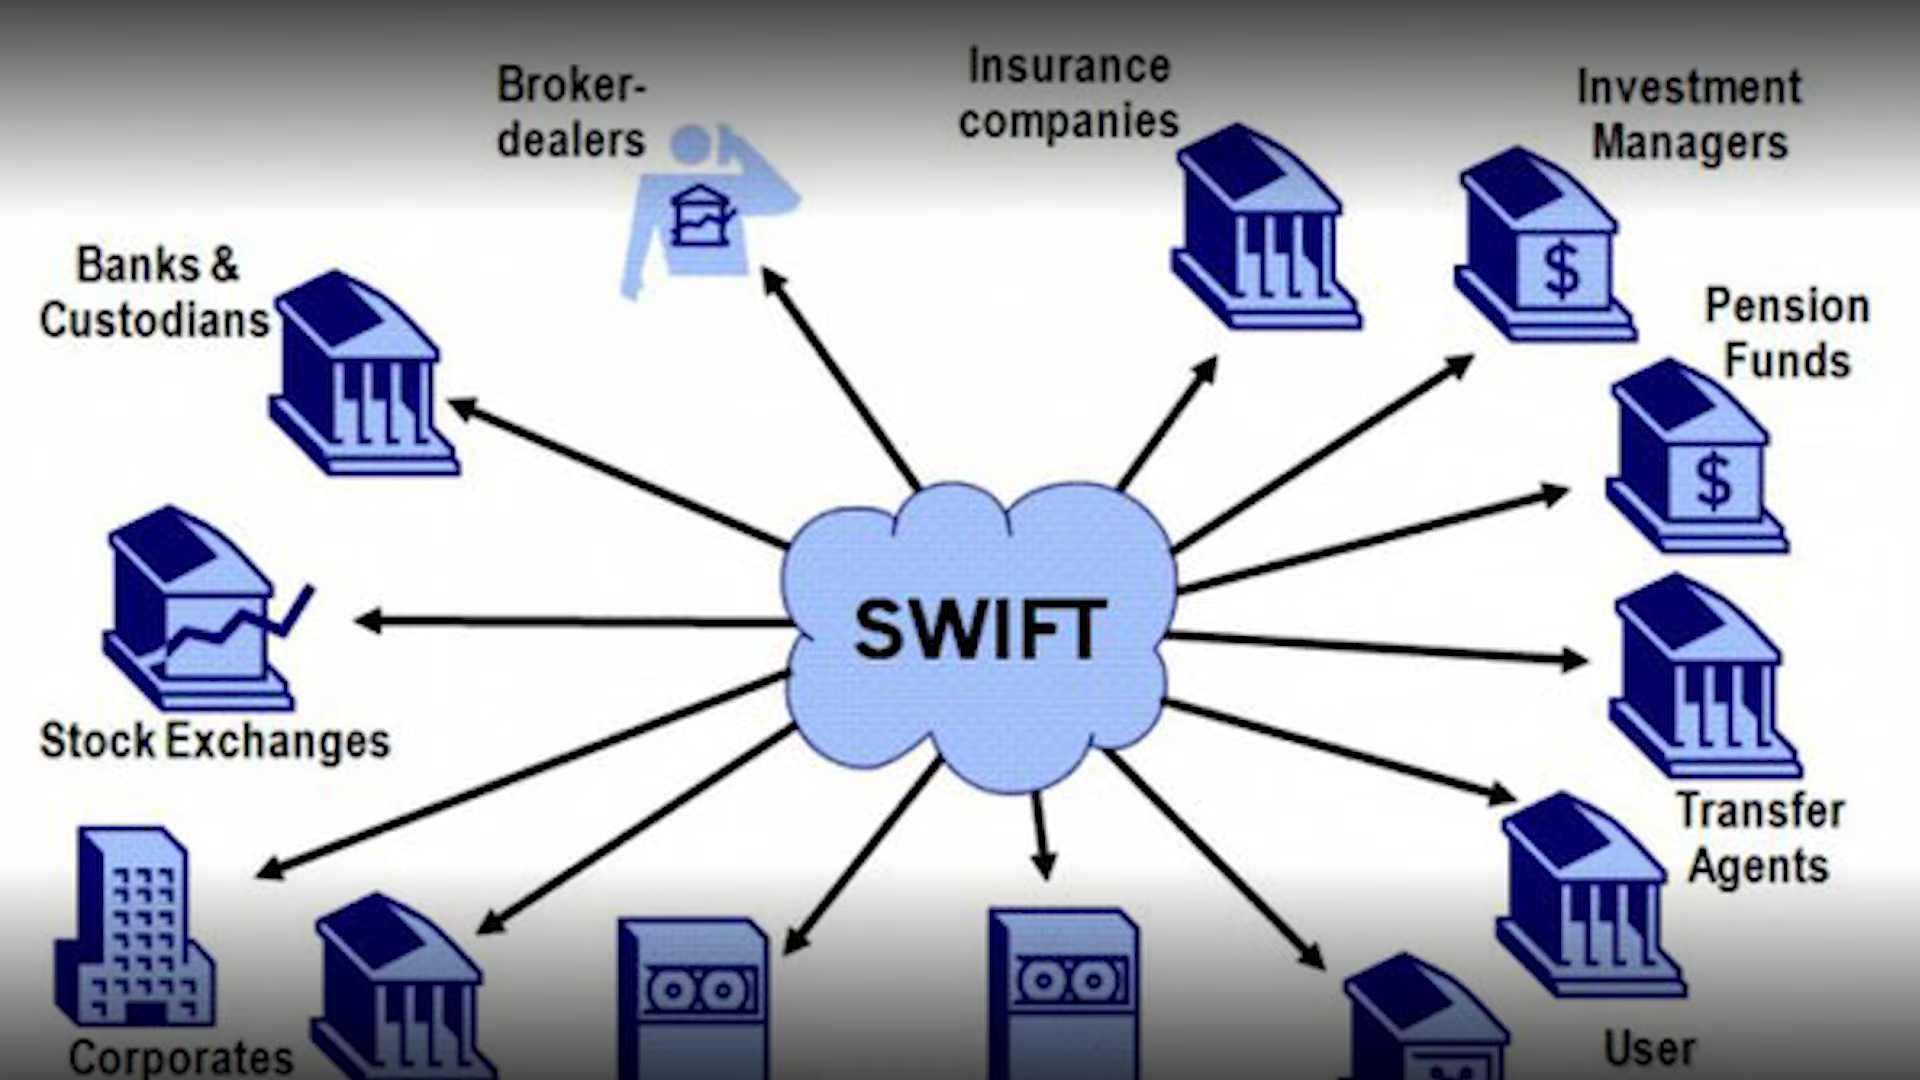 Broker-
dealers
Insurance
companies
Investment
Managers
Banks &
Custodians
$
Pension
Funds
$
SWIFT
Stock Exchanges
Transfer
Agents
Corporates
User